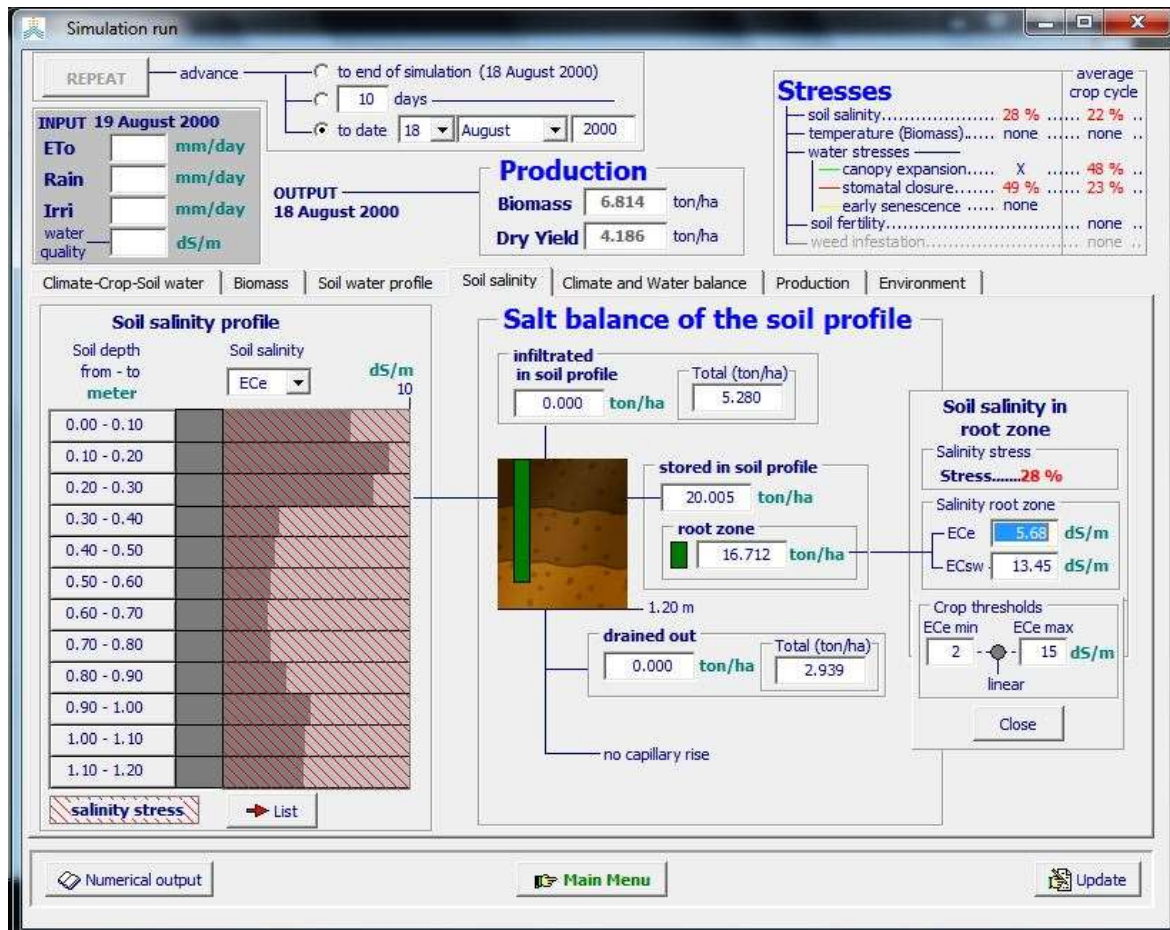 Simulation run
REPEAT
advance
to end of simulation (18 August 2000)
10 days
to date 18 August 2000
INPUT 19 August 2000
ETo mm/day
Rain mm/day
Irri mm/day
water
quality dS/m
OUTPUT
18 August 2000
Production
Biomass 6.814 ton/ha
Dry Yield 4.186 ton/ha
Stresses
average
crop cycle
soil salinity..................... 28 % ...... 22 % ..
temperature (Biomass)..... none ...... none ..
water stresses
canopy expansion..... X ...... 48 % ..
stomatal closure....... 49 % ...... 23 % ..
early senescence ..... none
soil fertility.................................... none ..
weed infestation............................ none ..
Climate-Crop-Soil water Biomass Soil water profile Soil salinity Climate and Water balance Production Environment
Soil salinity profile
Soil depth
from - to
meter
Soil salinity
ECe
dS/m
10
0.00 - 0.10
0.10 - 0.20
0.20 - 0.30
0.30 - 0.40
0.40 - 0.50
0.50 - 0.60
0.60 - 0.70
0.70 - 0.80
0.80 - 0.90
0.90 - 1.00
1.00 - 1.10
1.10 - 1.20
salinity stress
List
Salt balance of the soil profile
infiltrated
in soil profile
0.000 ton/ha
Total (ton/ha)
5.280
stored in soil profile
20.005 ton/ha
root zone
16.712 ton/ha
1.20 m
drained out
0.000 ton/ha
Total (ton/ha)
2.939
no capillary rise
Soil salinity in
root zone
Salinity stress
Stress.......28 %
Salinity root zone
ECe 5.68 dS/m
ECsw 13.45 dS/m
Crop thresholds
ECe min ECe max
2 15 dS/m
linear
Close
Numerical output
Main Menu
Update